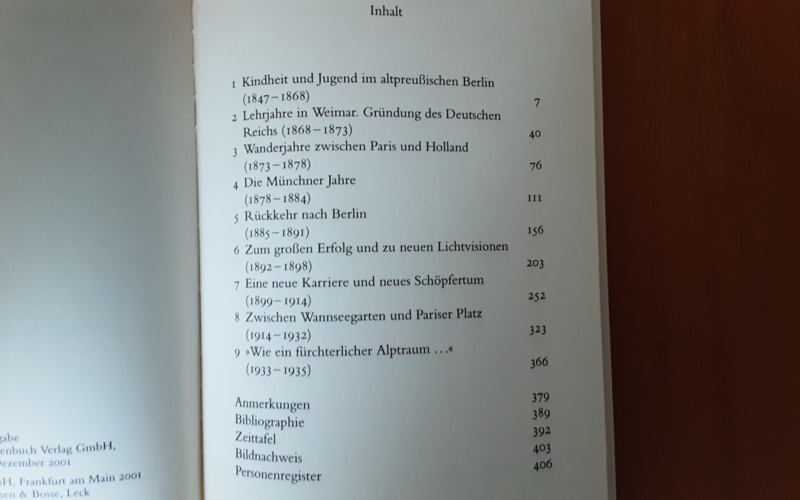 Inhalt
1 Kindheit und Jugend im altpreußischen Berlin
(1847–1868) 7
2 Lehrjahre in Weimar. Gründung des Deutschen
Reichs (1868–1873) 40
3 Wanderjahre zwischen Paris und Holland
(1873–1878) 76
4 Die Münchner Jahre
(1878–1884) 111
5 Rückkehr nach Berlin
(1885–1891) 156
6 Zum großen Erfolg und zu neuen Lichtvisionen
(1892–1898) 203
7 Eine neue Karriere und neues Schöpfertum
(1899–1914) 252
8 Zwischen Wannseegarten und Pariser Platz
(1914–1932) 323
9 »Wie ein fürchterlicher Alptraum ...«
(1933–1935) 366
Anmerkungen 379
Bibliographie 389
Zeittafel 392
Bildnachweis 403
Personenregister 406
gabe
enbuch Verlag GmbH,
Dezember 2001
H, Frankfurt am Main 2001
sen & Bosse, Leck